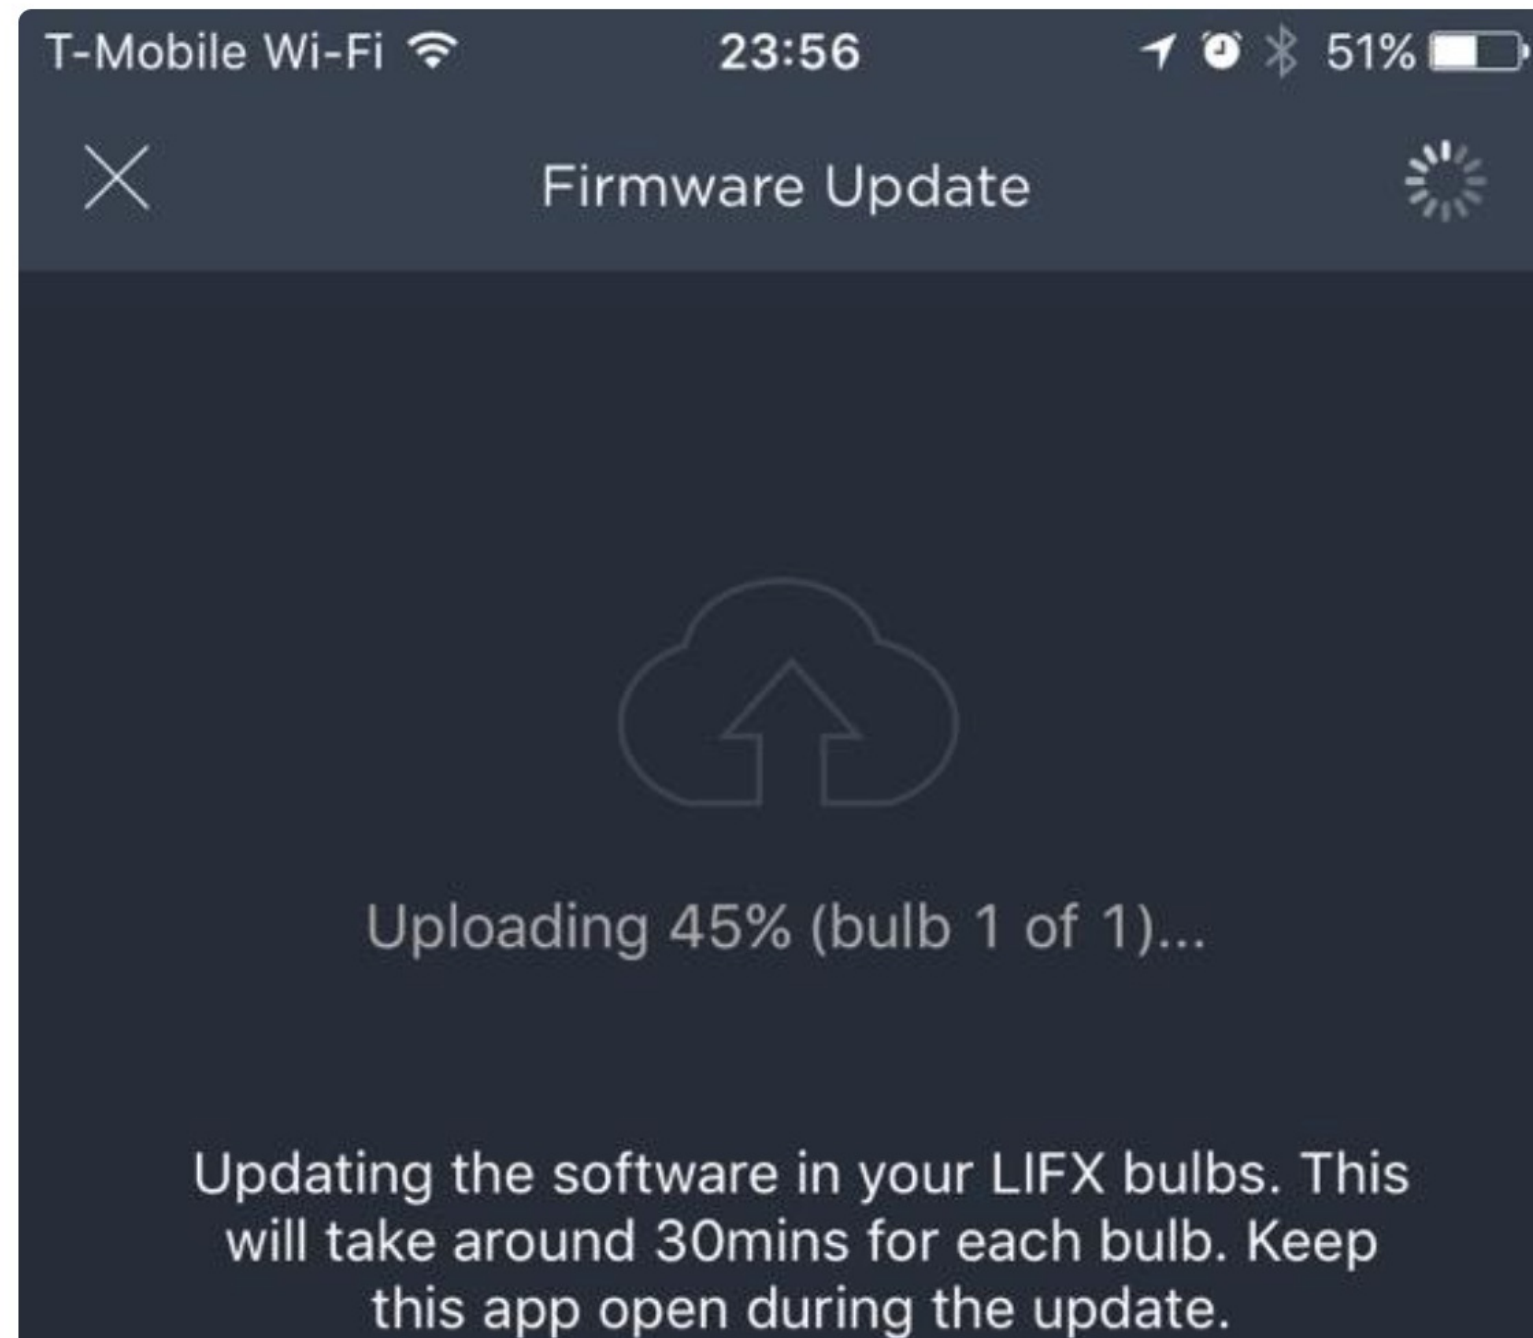 T-Mobile Wi-Fi 23:56 51%
Firmware Update
Uploading 45% (bulb 1 of 1)...
Updating the software in your LIFX bulbs. This
will take around 30mins for each bulb. Keep
this app open during the update.